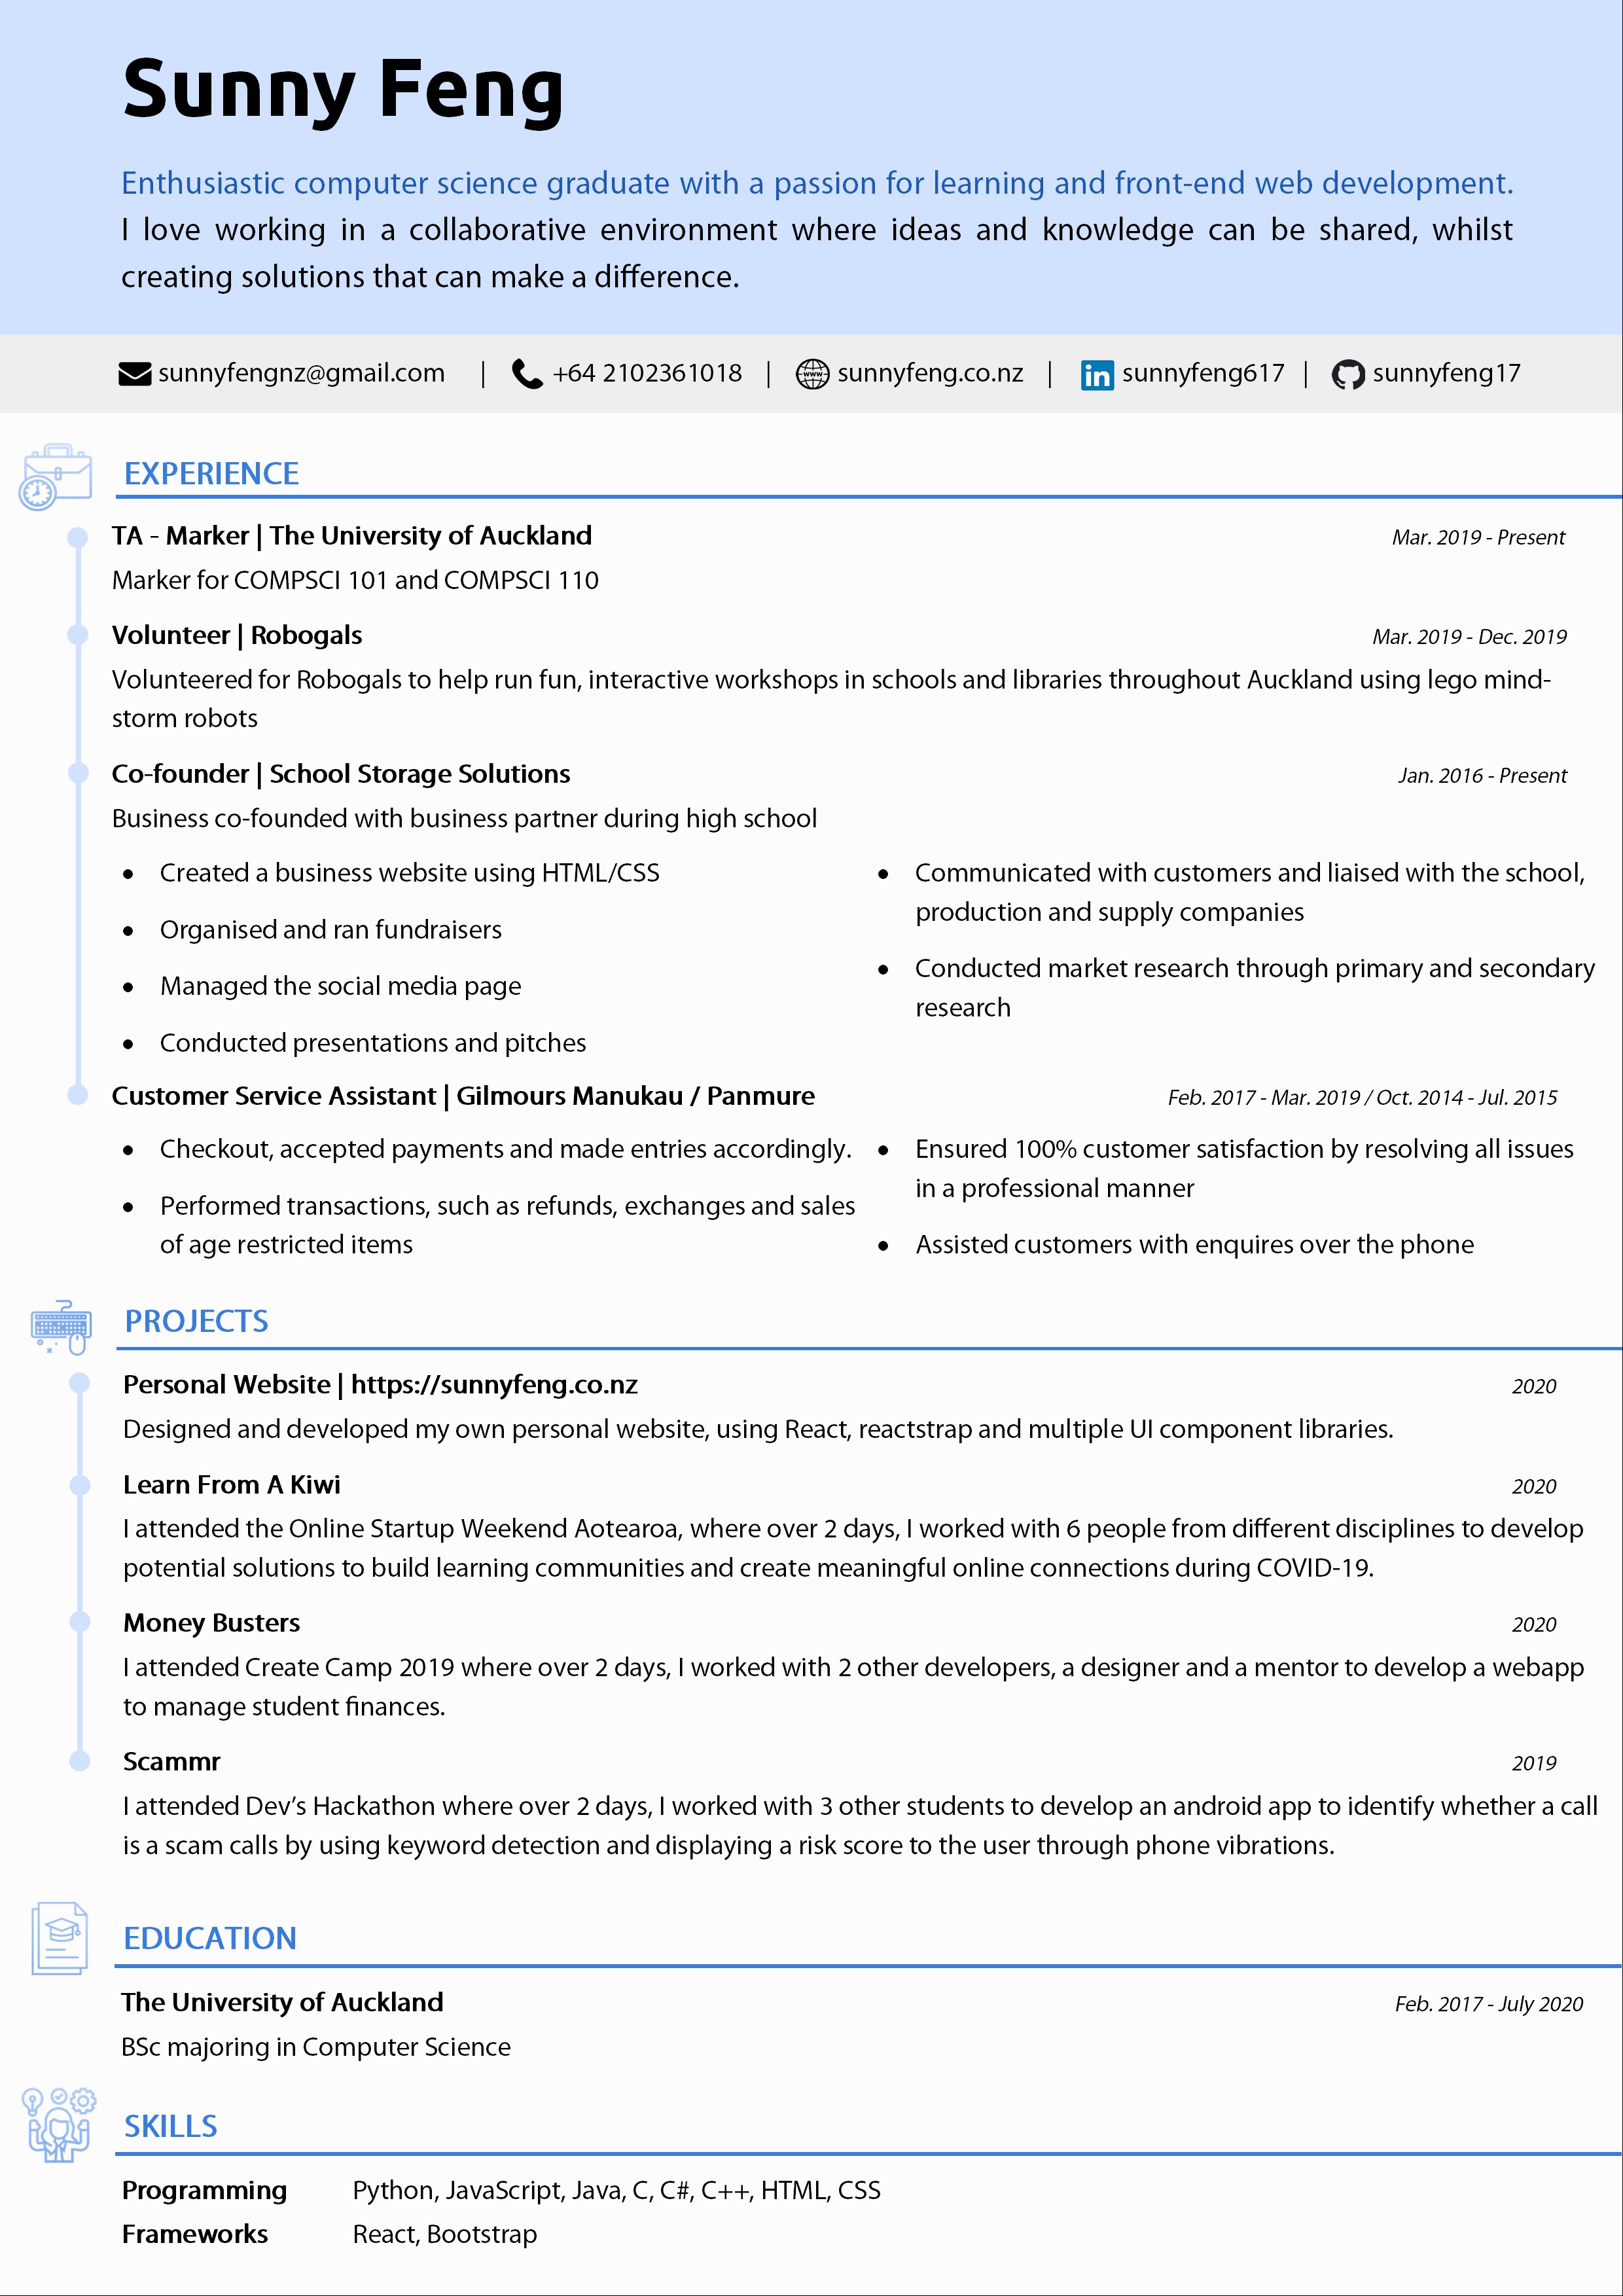 Sunny Feng
Enthusiastic computer science graduate with a passion for learning and front-end web development.
I love working in a collaborative environment where ideas and knowledge can be shared, whilst
creating solutions that can make a difference.
sunnyfengnz@gmail.com | +64 2102361018 | sunnyfeng.co.nz | sunnyfeng617 | sunnyfeng17
EXPERIENCE
TA - Marker | The University of Auckland Mar. 2019 - Present
Marker for COMPSCI 101 and COMPSCI 110
Volunteer | Robogals Mar. 2019 - Dec. 2019
Volunteered for Robogals to help run fun, interactive workshops in schools and libraries throughout Auckland using lego mind-
storm robots
Co-founder | School Storage Solutions Jan. 2016 - Present
Business co-founded with business partner during high school
• Created a business website using HTML/CSS
• Organised and ran fundraisers
• Managed the social media page
• Conducted presentations and pitches
• Communicated with customers and liaised with the school,
production and supply companies
• Conducted market research through primary and secondary
research
Customer Service Assistant | Gilmours Manukau / Panmure Feb. 2017 - Mar. 2019 / Oct. 2014 - Jul. 2015
• Checkout, accepted payments and made entries accordingly.
• Performed transactions, such as refunds, exchanges and sales
of age restricted items
• Ensured 100% customer satisfaction by resolving all issues
in a professional manner
• Assisted customers with enquires over the phone
PROJECTS
Personal Website | https://sunnyfeng.co.nz 2020
Designed and developed my own personal website, using React, reactstrap and multiple UI component libraries.
Learn From A Kiwi 2020
I attended the Online Startup Weekend Aotearoa, where over 2 days, I worked with 6 people from different disciplines to develop
potential solutions to build learning communities and create meaningful online connections during COVID-19.
Money Busters 2020
I attended Create Camp 2019 where over 2 days, I worked with 2 other developers, a designer and a mentor to develop a webapp
to manage student finances.
Scammr 2019
I attended Dev’s Hackathon where over 2 days, I worked with 3 other students to develop an android app to identify whether a call
is a scam calls by using keyword detection and displaying a risk score to the user through phone vibrations.
EDUCATION
The University of Auckland Feb. 2017 - July 2020
BSc majoring in Computer Science
SKILLS
Programming Python, JavaScript, Java, C, C#, C++, HTML, CSS
Frameworks React, Bootstrap